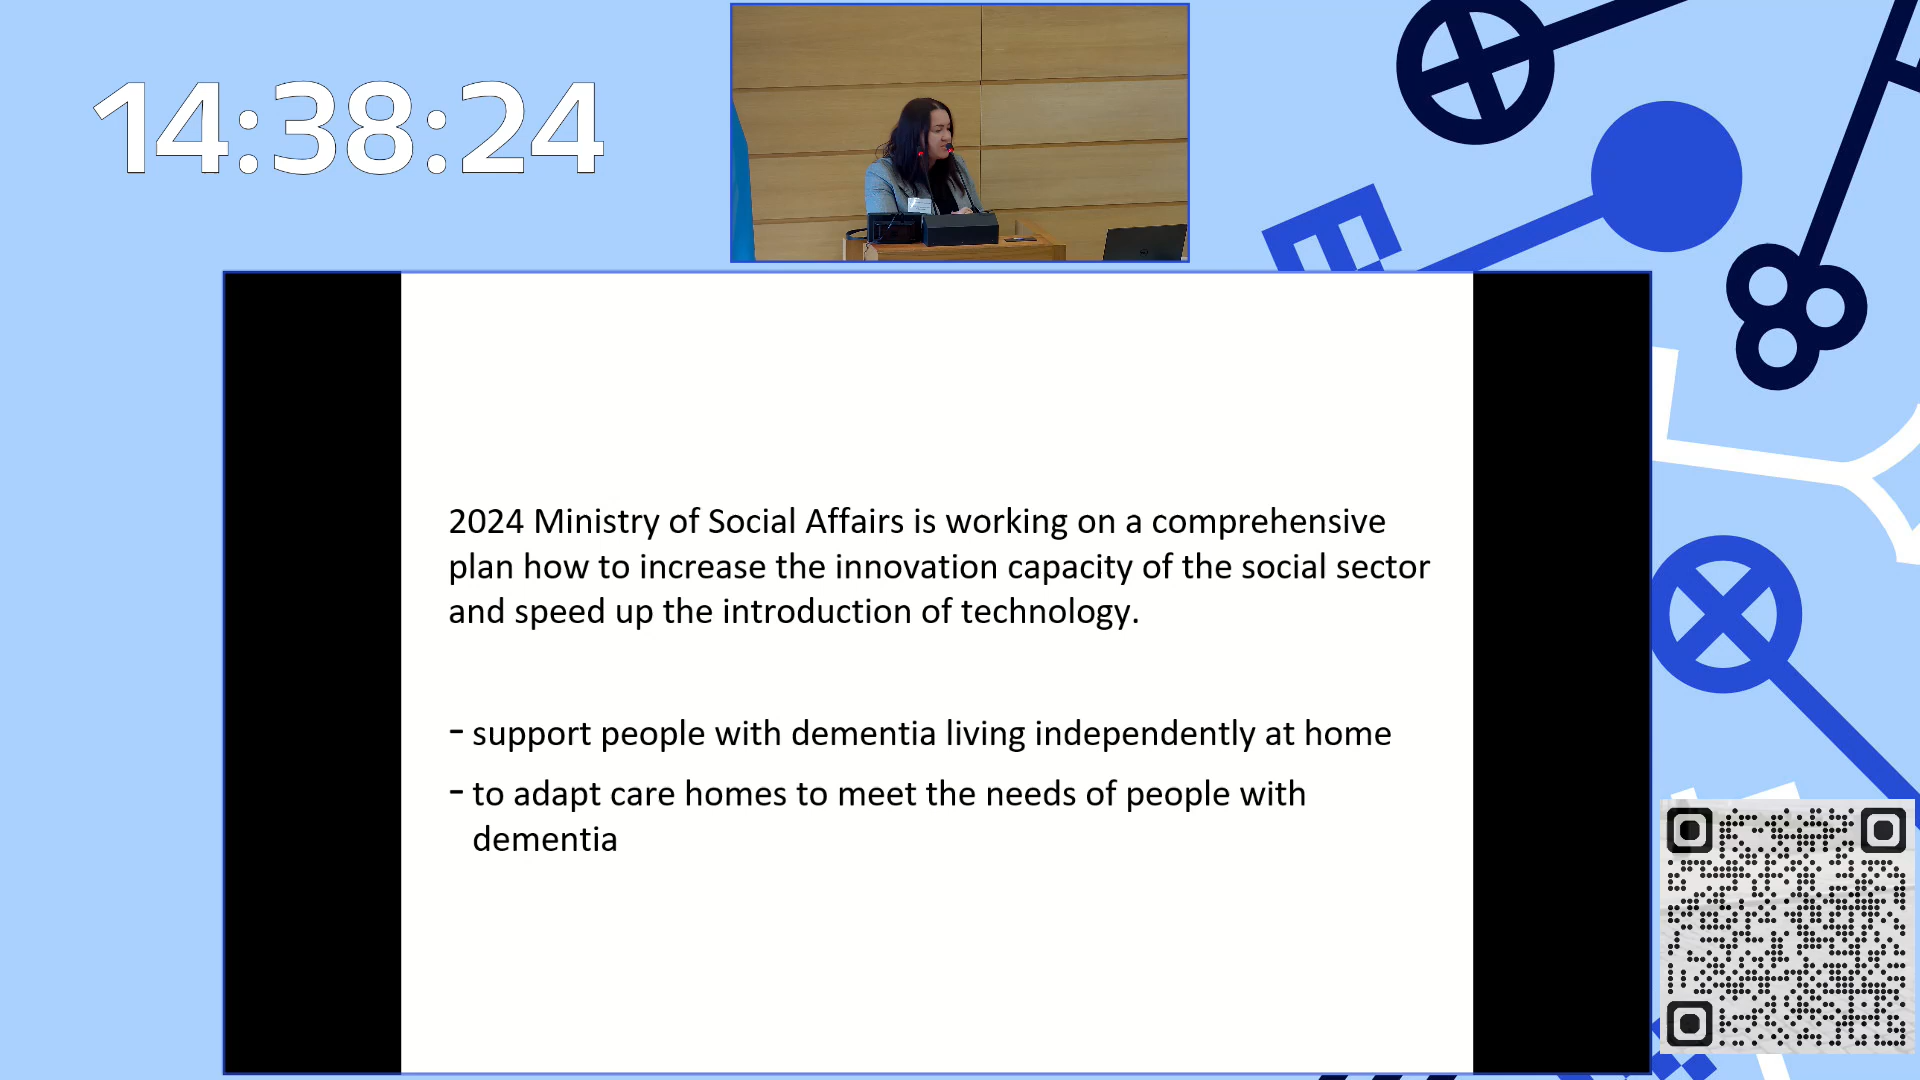 14:38:24
2024 Ministry of Social Affairs is working on a comprehensive
plan how to increase the innovation capacity of the social sector
and speed up the introduction of technology.
- support people with dementia living independently at home
- to adapt care homes to meet the needs of people with
dementia